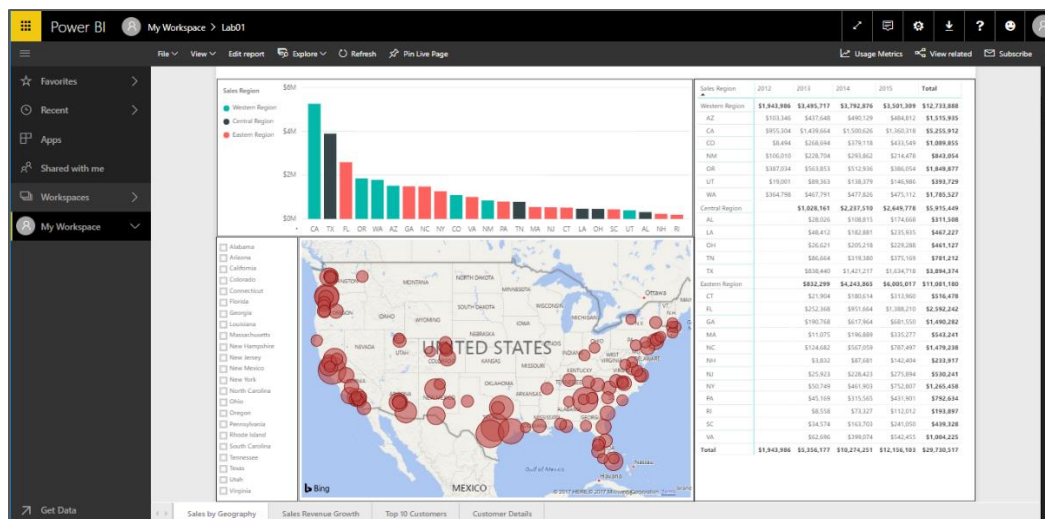 Power BI My Workspace > Lab01
File View Edit report Explore Refresh Pin Live Page Usage Metrics View related Subscribe
Favorites
Recent
Apps
Shared with me
Workspaces
My Workspace
Get Data
Sales Region
Western Region
Central Region
Eastern Region
$6M
$4M
$2M
$0M
CA TX FL OR WA AZ GA NC NY CO VA NM PA TN MA NJ CT LA OH SC UT AL NH RI
Alabama
Arizona
California
Colorado
Connecticut
Florida
Georgia
Louisiana
Massachusetts
New Hampshire
New Jersey
New Mexico
New York
North Carolina
Ohio
Oregon
Pennsylvania
Rhode Island
South Carolina
Tennessee
Texas
Utah
Virginia
NORTH DAKOTA
MONTANA
MINNESOTA
Ottawa
SOUTH DAKOTA
WISCONSIN
MICHIGAN
IDAHO
WYOMING
IOWA
NEBRASKA
NEVADA
UTAH
UNITED STATES
KANSAS
MISSOURI
KENTUCKY
OKLAHOMA
ARKANSAS
GEORGIA
Gulf of Mexico
MEXICO
Bing
Sales Region 2012 2013 2014 2015 Total
Western Region $1,943,986 $3,495,717 $3,792,876 $3,501,309 $12,733,888
AZ $103,346 $437,648 $490,129 $484,812 $1,515,935
CA $955,304 $1,439,664 $1,500,626 $1,360,318 $5,255,912
CO $8,494 $268,694 $379,118 $433,549 $1,089,855
NM $106,010 $228,704 $293,862 $214,478 $843,054
OR $387,034 $563,853 $512,936 $386,054 $1,849,877
UT $19,001 $89,363 $138,379 $146,986 $393,729
WA $364,798 $467,791 $477,826 $475,112 $1,785,527
Central Region $1,028,161 $2,237,510 $2,649,778 $5,915,449
AL $28,026 $108,815 $174,668 $311,508
LA $48,412 $182,881 $235,935 $467,227
OH $26,621 $205,218 $229,288 $461,127
TN $86,664 $319,380 $375,169 $781,212
TX $838,440 $1,421,217 $1,634,718 $3,894,374
Eastern Region $832,299 $4,243,865 $6,005,017 $11,081,180
CT $21,904 $180,614 $313,960 $516,478
FL $252,368 $951,664 $1,388,210 $2,592,242
GA $190,768 $617,964 $681,550 $1,490,282
MA $11,075 $196,889 $335,277 $543,241
NC $124,682 $567,059 $787,497 $1,479,238
NH $3,832 $87,681 $142,404 $233,917
NJ $25,923 $228,423 $275,894 $530,241
NY $50,749 $461,903 $752,807 $1,265,458
PA $45,169 $315,565 $431,901 $792,634
RI $8,558 $73,327 $112,012 $193,897
SC $34,574 $163,703 $241,050 $439,328
VA $62,696 $399,074 $542,455 $1,004,225
Total $1,943,986 $5,356,177 $10,274,251 $12,156,103 $29,730,517
Sales by Geography Sales Revenue Growth Top 10 Customers Customer Details